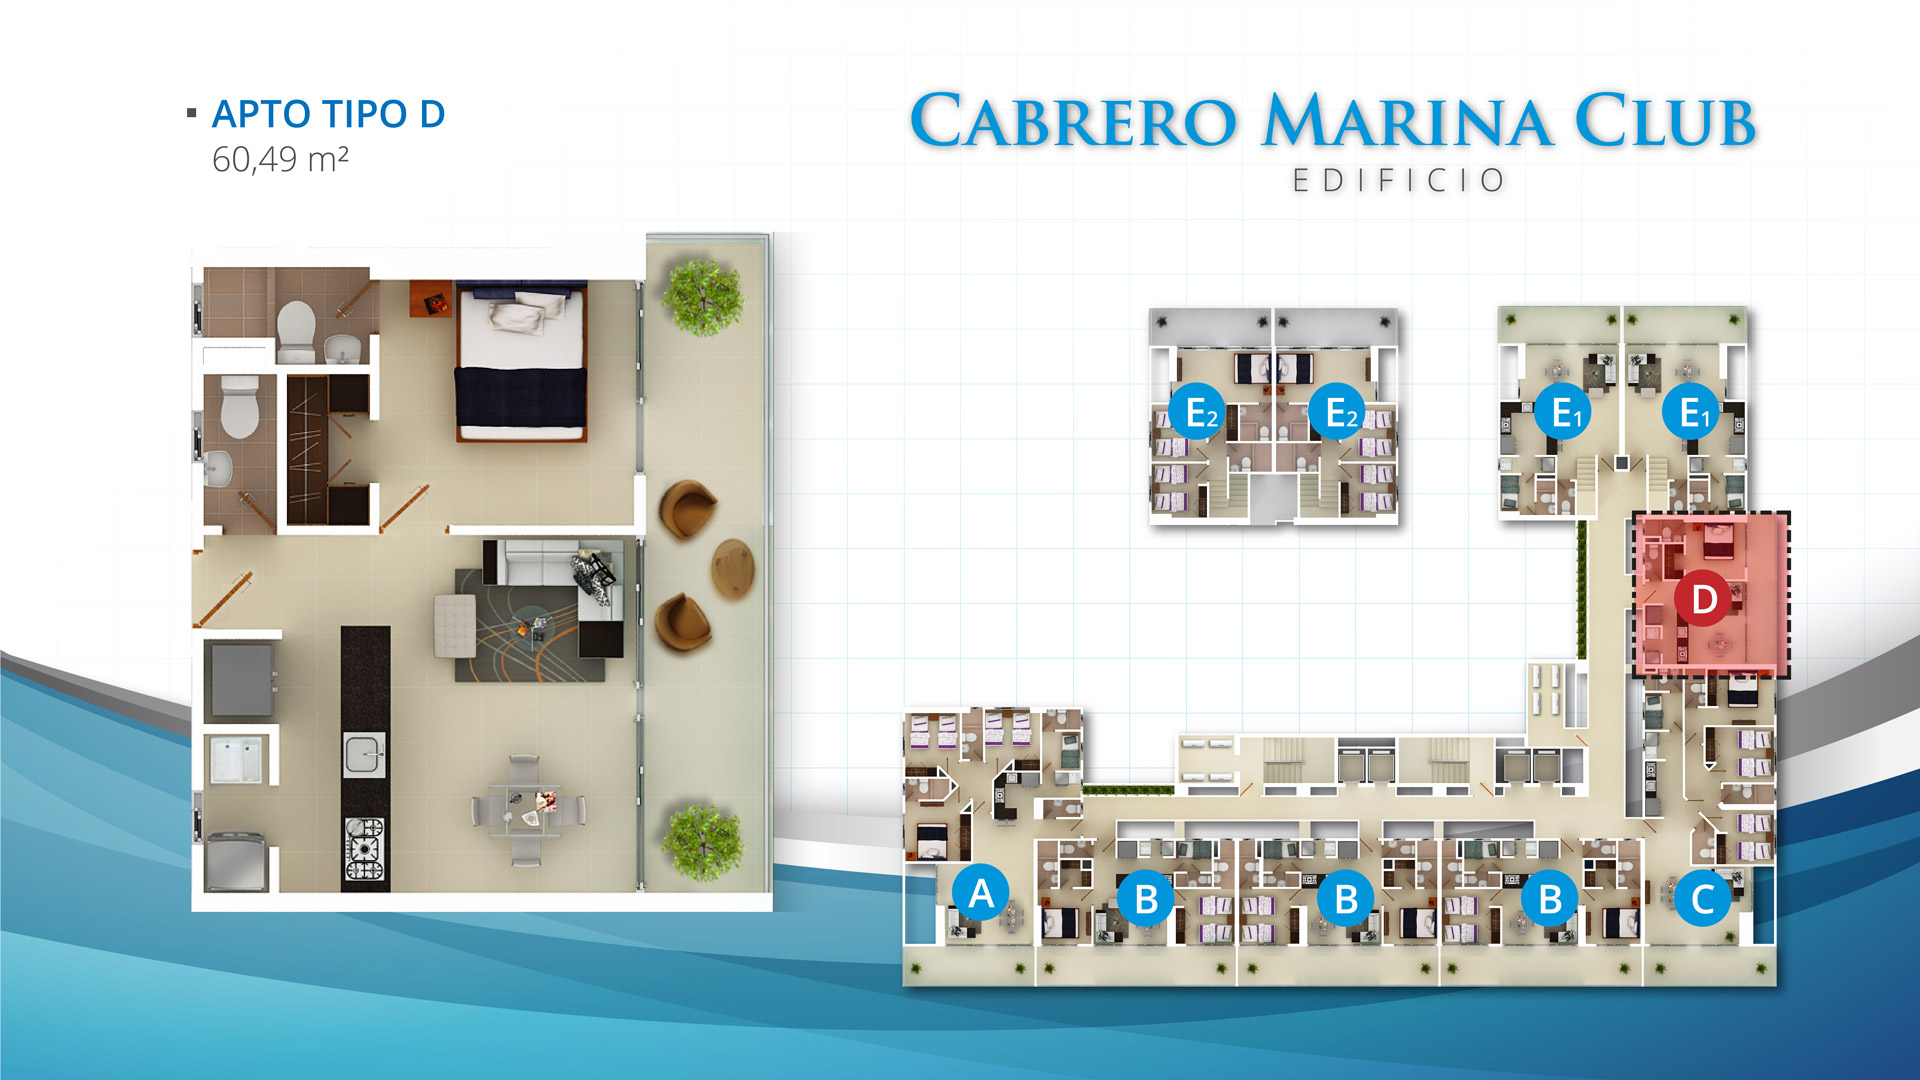 ▪ APTO TIPO D
60,49 m²
CABRERO MARINA CLUB
EDIFICIO
E2
E2
E1
E1
D
A
B
B
B
C